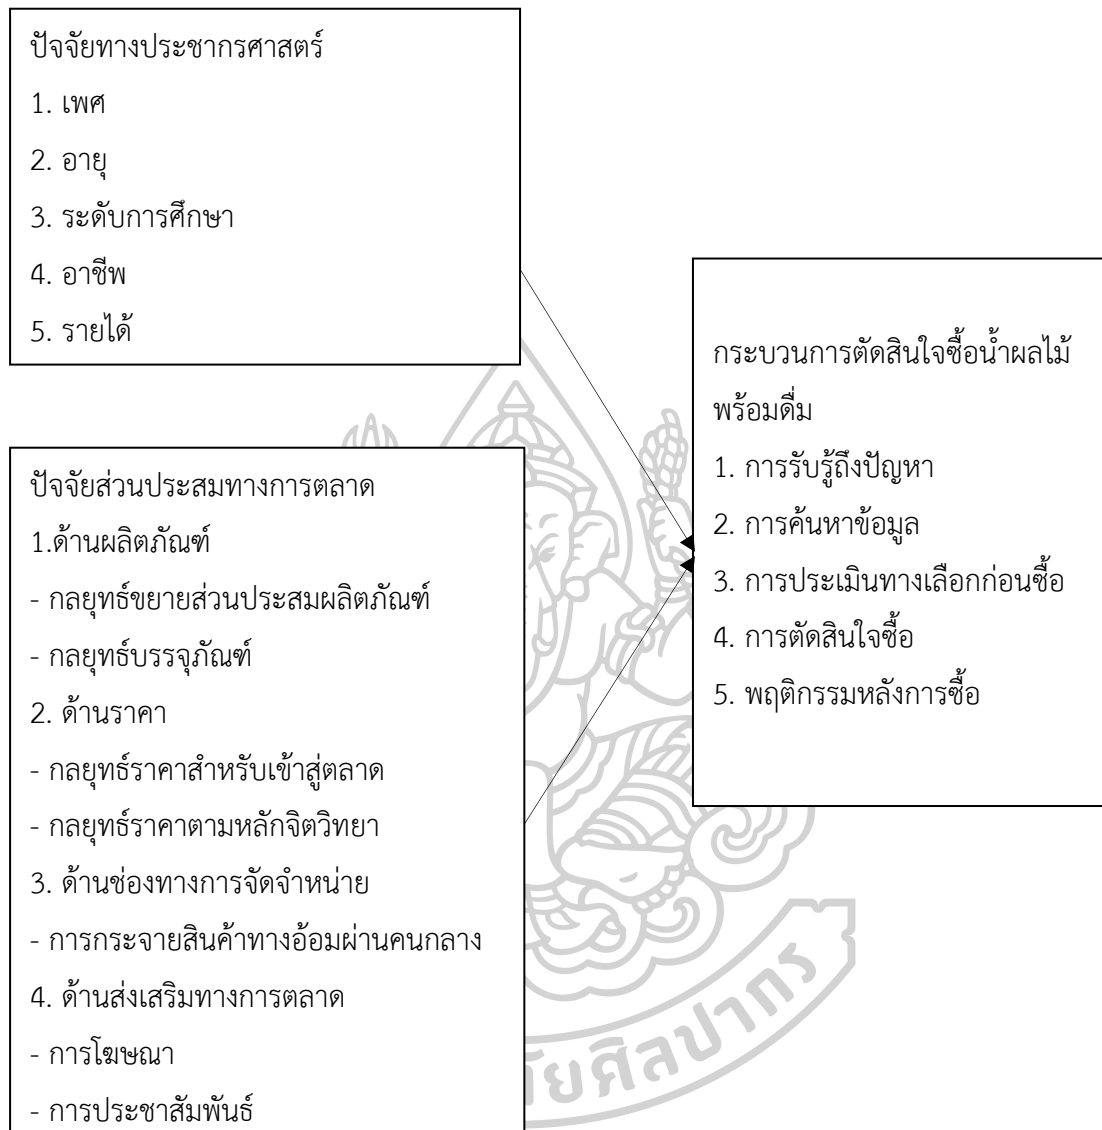 ปัจจัยทางประชากรศาสตร์
1. เพศ
2. อายุ
3. ระดับการศึกษา
4. อาชีพ
5. รายได้
ปัจจัยส่วนประสมทางการตลาด
1.ด้านผลิตภัณฑ์
- กลยุทธ์ขยายส่วนประสมผลิตภัณฑ์
- กลยุทธ์บรรจุภัณฑ์
2. ด้านราคา
- กลยุทธ์ราคาสำหรับเข้าสู่ตลาด
- กลยุทธ์ราคาตามหลักจิตวิทยา
3. ด้านช่องทางการจัดจำหน่าย
- การกระจายสินค้าทางอ้อมผ่านคนกลาง
4. ด้านส่งเสริมทางการตลาด
- การโฆษณา
- การประชาสัมพันธ์
กระบวนการตัดสินใจซื้อน้ำผลไม้
พร้อมดื่ม
1. การรับรู้ถึงปัญหา
2. การค้นหาข้อมูล
3. การประเมินทางเลือกก่อนซื้อ
4. การตัดสินใจซื้อ
5. พฤติกรรมหลังการซื้อ
ัยศิลปากร